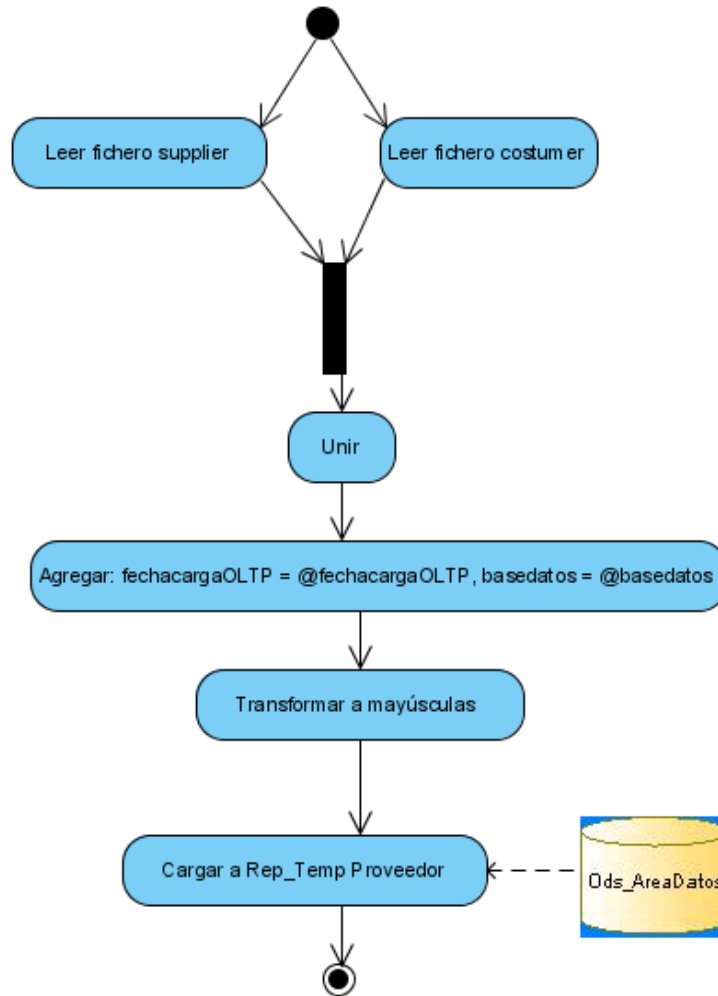 Leer fichero supplier
Leer fichero costumer
Unir
Agregar: fechacargaOLTP = @fechacargaOLTP, basedatos = @basedatos
Transformar a mayúsculas
Cargar a Rep_Temp Proveedor
Ods_AreaDatos